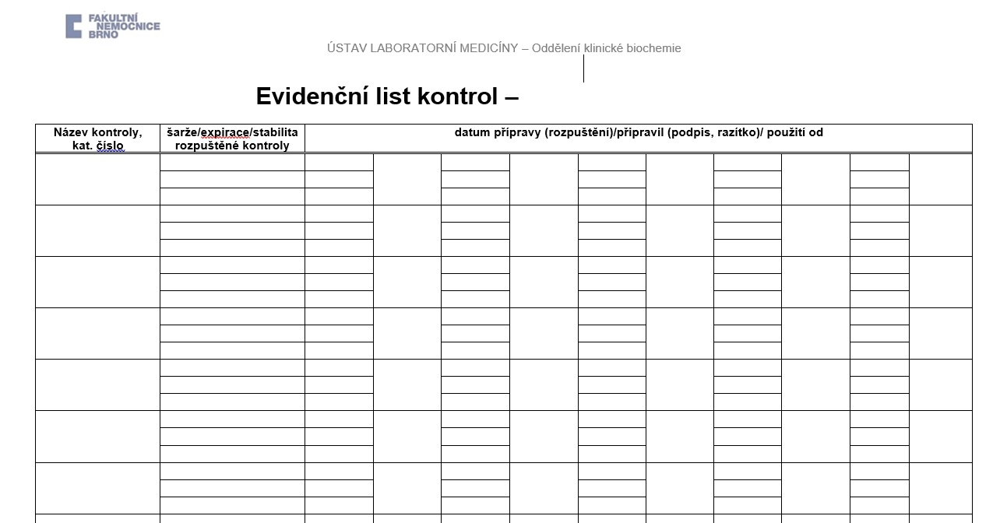 FAKULTNÍ
NEMOCNICE
BRNO
ÚSTAV LABORATORNÍ MEDICÍNY – Oddělení klinické biochemie
Evidenční list kontrol –
Název kontroly,
kat. číslo
šarže/expirace/stabilita
rozpuštěné kontroly
datum přípravy (rozpuštění)/připravil (podpis, razítko)/ použití od